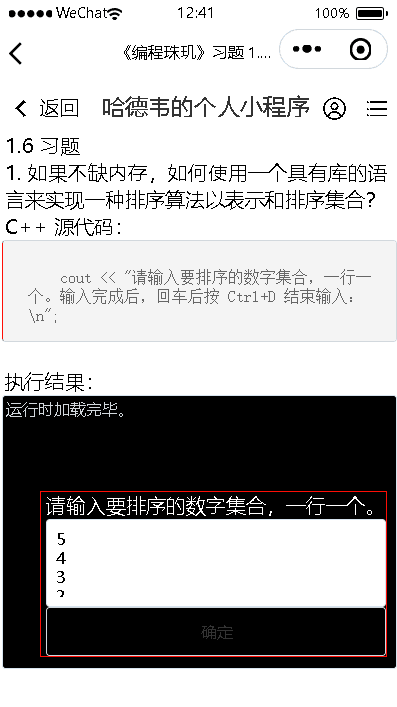 WeChat 12:41 100%
《编程珠玑》习题 1....
返回 哈德韦的个人小程序
1.6 习题
1. 如果不缺内存，如何使用一个具有库的语
言来实现一种排序算法以表示和排序集合？
C++ 源代码：
cout << "请输入要排序的数字集合，一行一
个。输入完成后，回车后按 Ctrl+D 结束输入：
\n";
执行结果：
运行时加载完毕。
请输入要排序的数字集合，一行一个。
5
4
3
2
确定